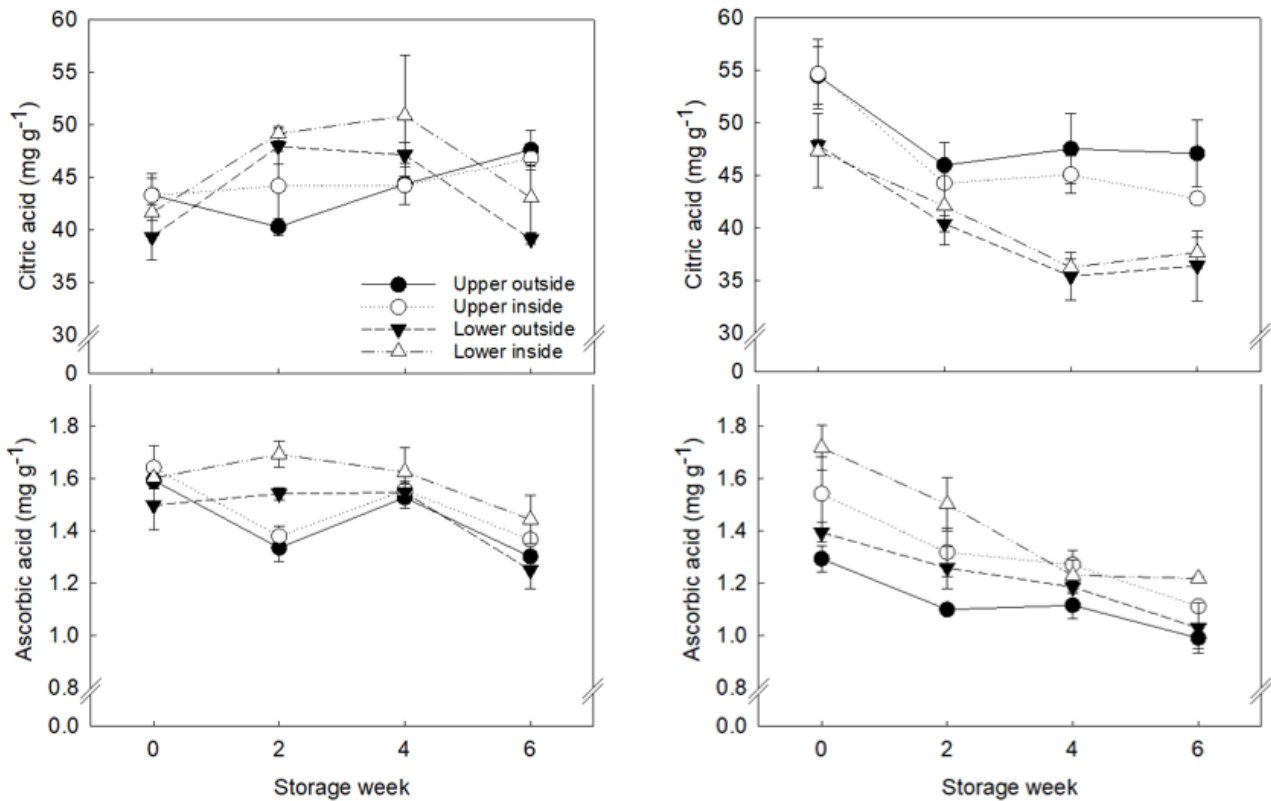 60
55
50
45
40
35
30
0
Citric acid (mg g⁻¹)
Upper outside
Upper inside
Lower outside
Lower inside
60
55
50
45
40
35
30
0
Citric acid (mg g⁻¹)
1.8
1.6
1.4
1.2
1.0
0.8
0.0
Ascorbic acid (mg g⁻¹)
0 2 4 6
Storage week
1.8
1.6
1.4
1.2
1.0
0.8
0.0
Ascorbic acid (mg g⁻¹)
0 2 4 6
Storage week